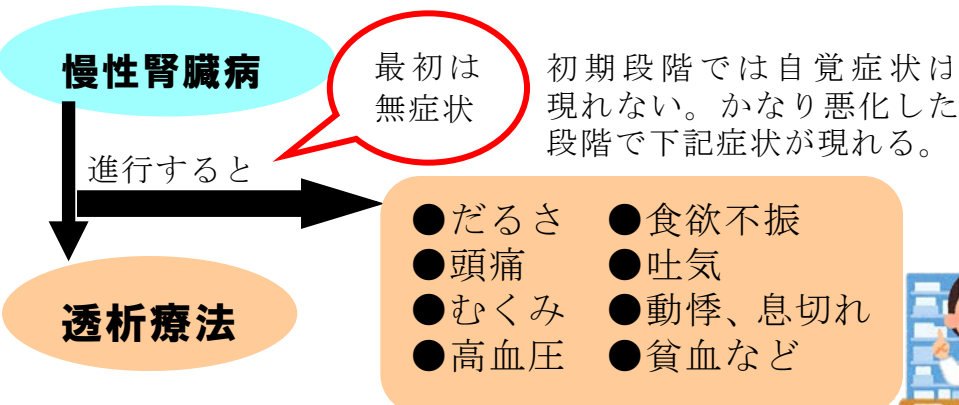 慢性腎臓病
最初は
無症状
初期段階では自覚症状は
現れない。かなり悪化した
段階で下記症状が現れる。
進行すると
●だるさ ●食欲不振
●頭痛 ●吐気
●むくみ ●動悸、息切れ
●高血圧 ●貧血など
透析療法